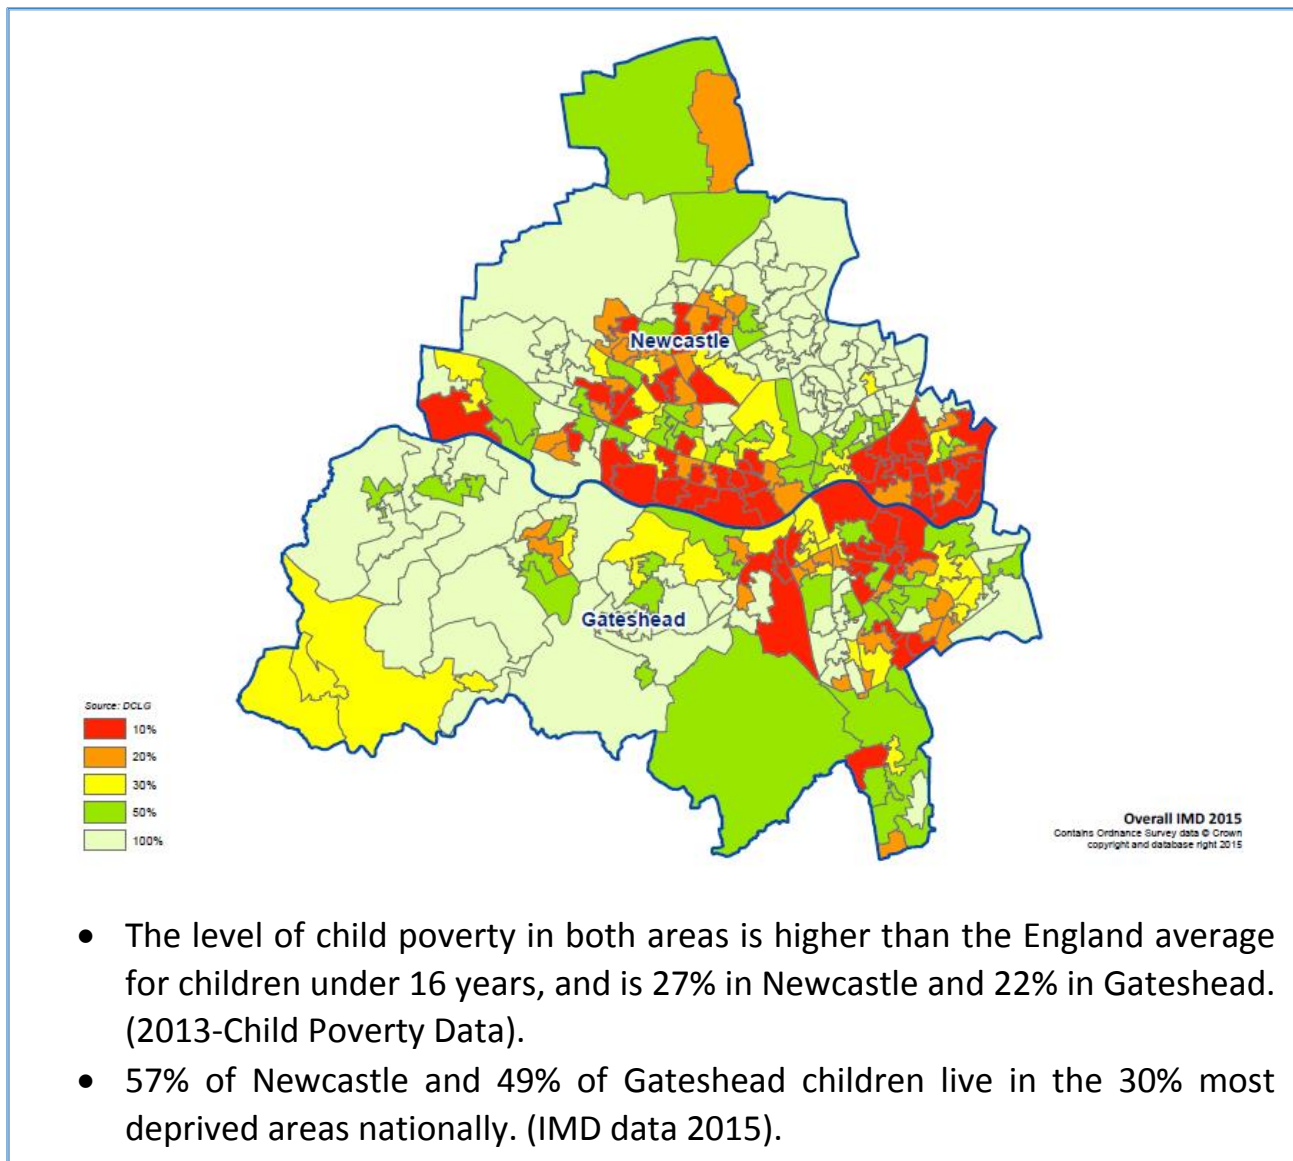 Newcastle
Gateshead
Source: DCLG
10%
20%
30%
50%
100%
Overall IMD 2015
Contains Ordnance Survey data © Crown
copyright and database right 2015
• The level of child poverty in both areas is higher than the England average
for children under 16 years, and is 27% in Newcastle and 22% in Gateshead.
(2013-Child Poverty Data).
• 57% of Newcastle and 49% of Gateshead children live in the 30% most
deprived areas nationally. (IMD data 2015).